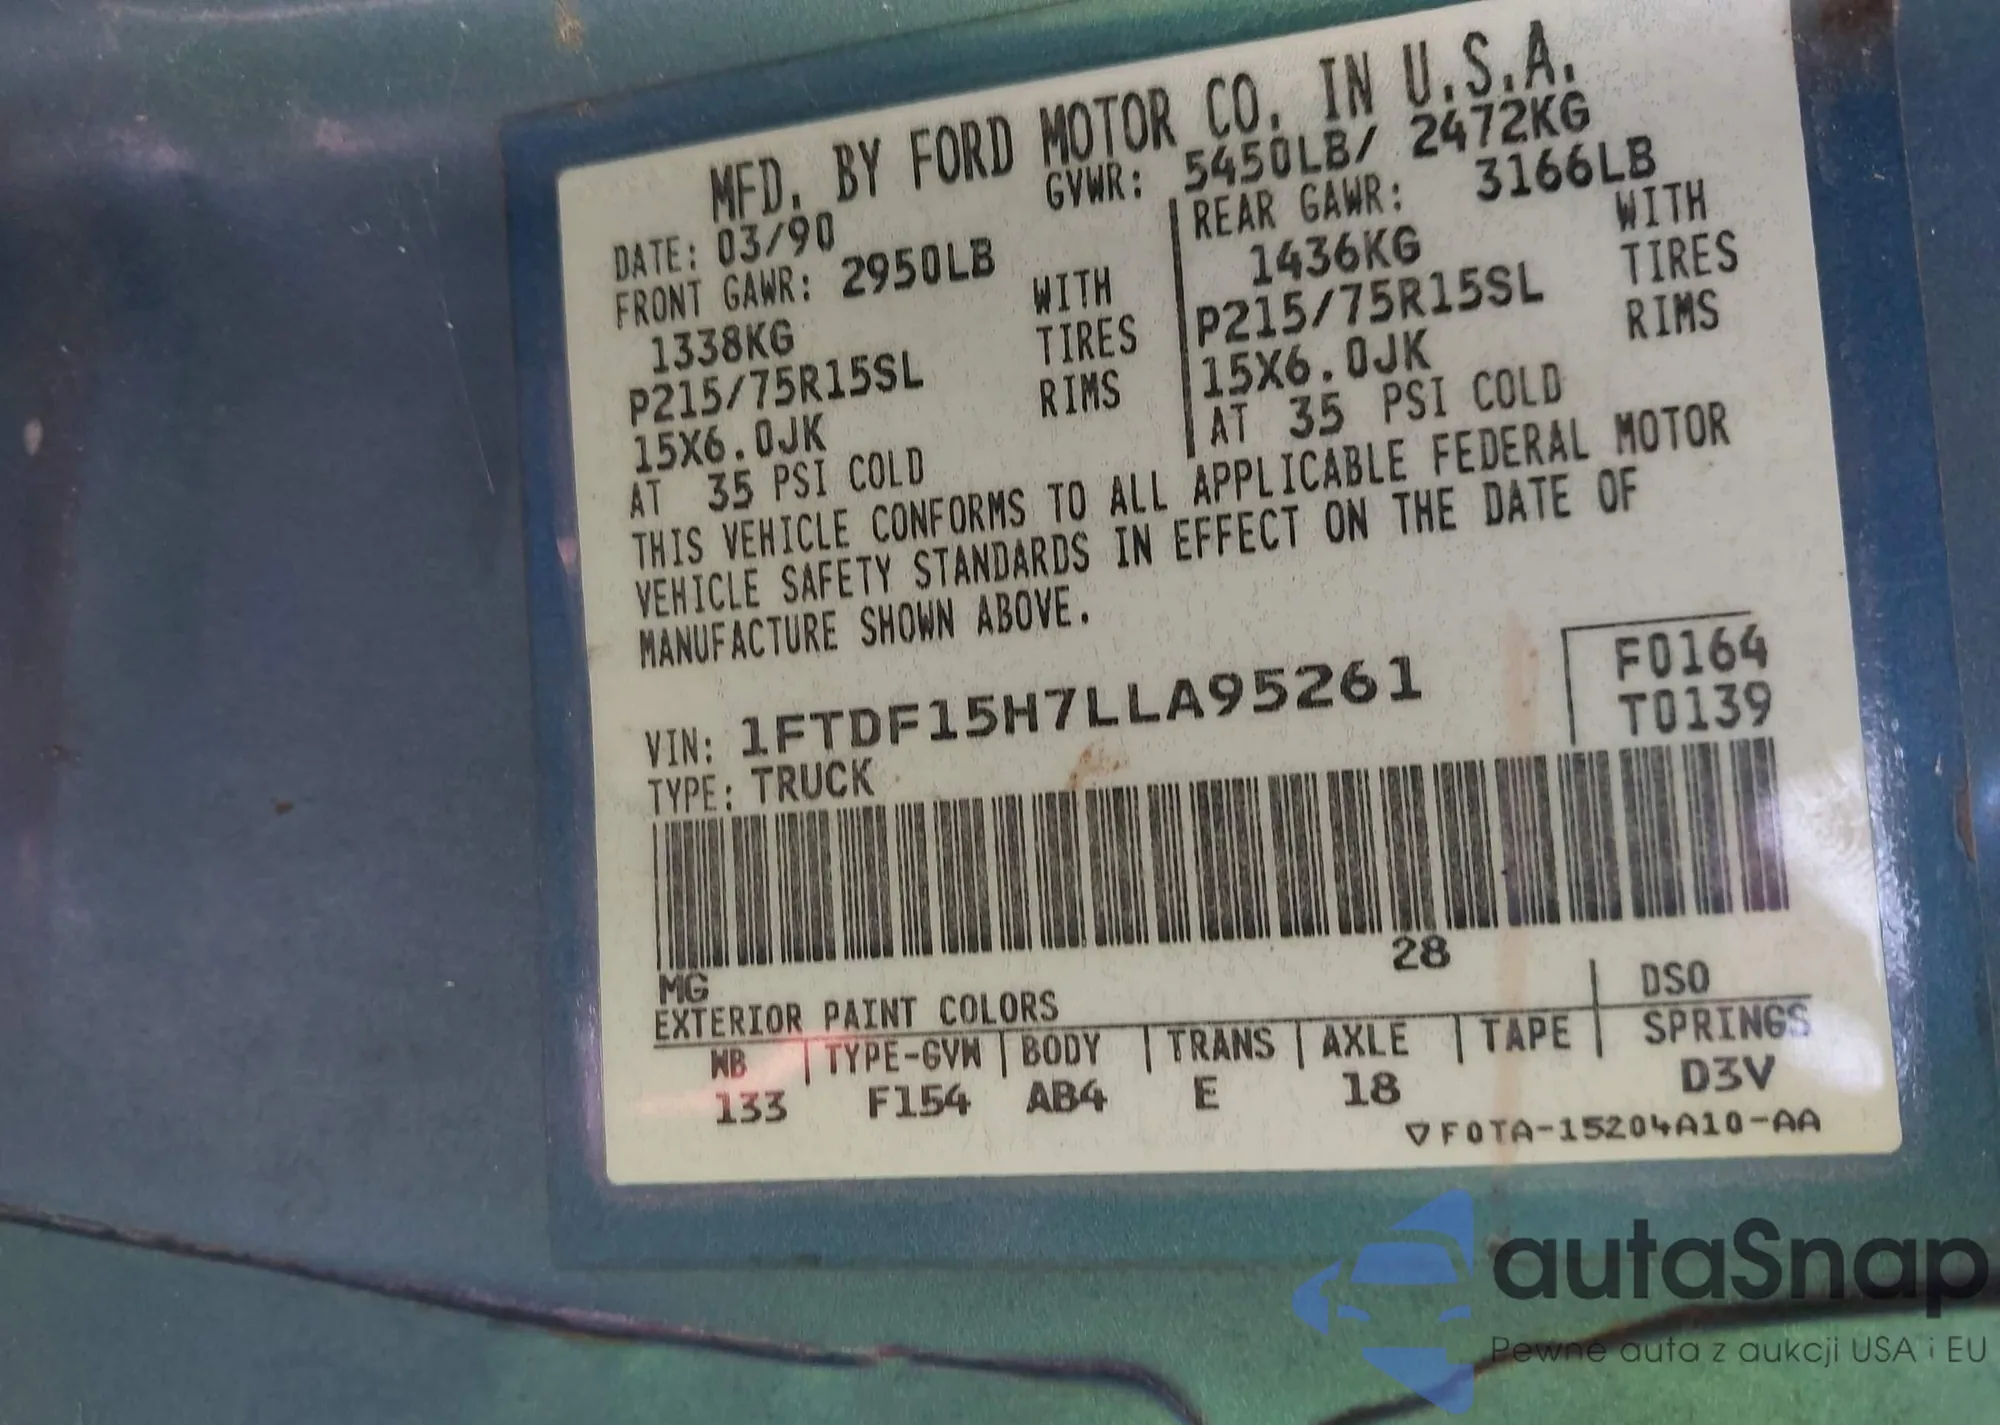 MFD. BY FORD MOTOR CO. IN U.S.A.
DATE: 03/90
GVWR: 5450LB/ 2472KG
FRONT GAWR: 2950LB
1338KG WITH
P215/75R15SL TIRES
15X6.0JK RIMS
AT 35 PSI COLD
REAR GAWR: 3166LB
1436KG WITH
P215/75R15SL TIRES
15X6.0JK RIMS
AT 35 PSI COLD
THIS VEHICLE CONFORMS TO ALL APPLICABLE FEDERAL MOTOR
VEHICLE SAFETY STANDARDS IN EFFECT ON THE DATE OF
MANUFACTURE SHOWN ABOVE.
F0164
T0139
VIN: 1FTDF15H7LLA95261
TYPE: TRUCK
28
MG
EXTERIOR PAINT COLORS DSO
WB TYPE-GVW BODY TRANS AXLE TAPE SPRINGS
133 F154 AB4 E 18 D3V
▽F0TA-15204A10-AA
autaSnap
Pewne auta z aukcji USA i EU